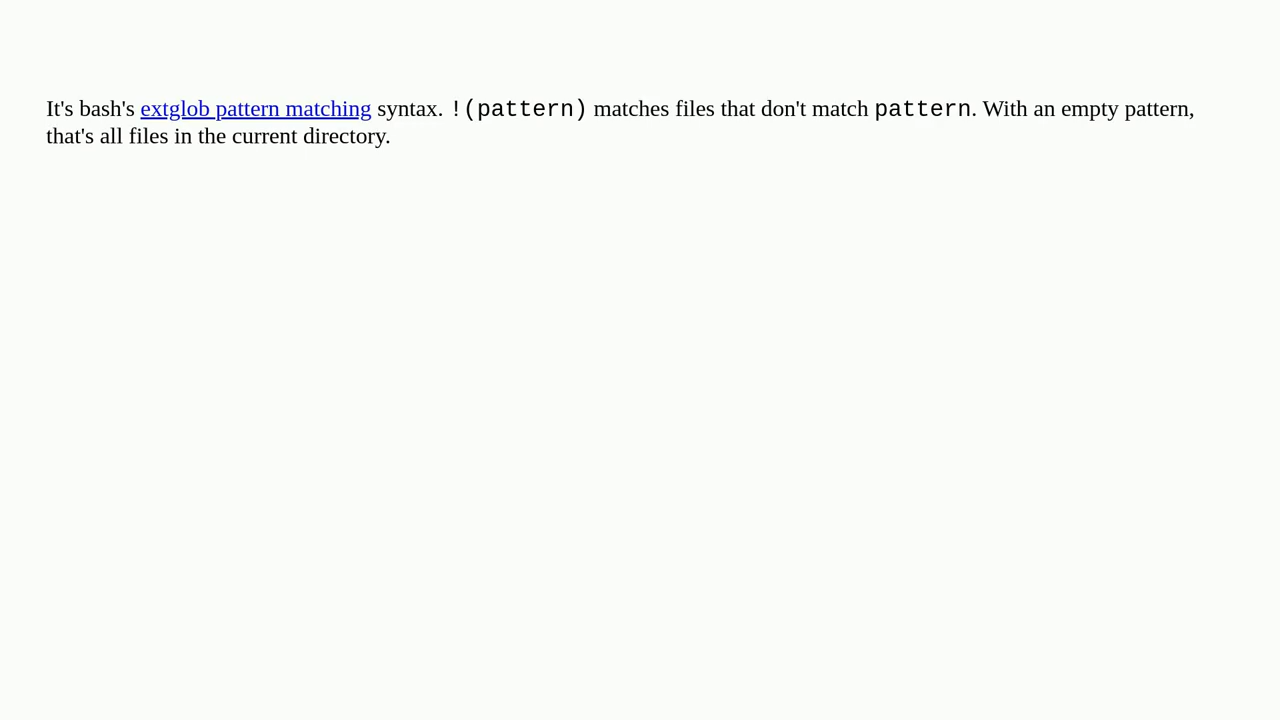 It's bash's extglob pattern matching syntax. !(pattern) matches files that don't match pattern. With an empty pattern,
that's all files in the current directory.